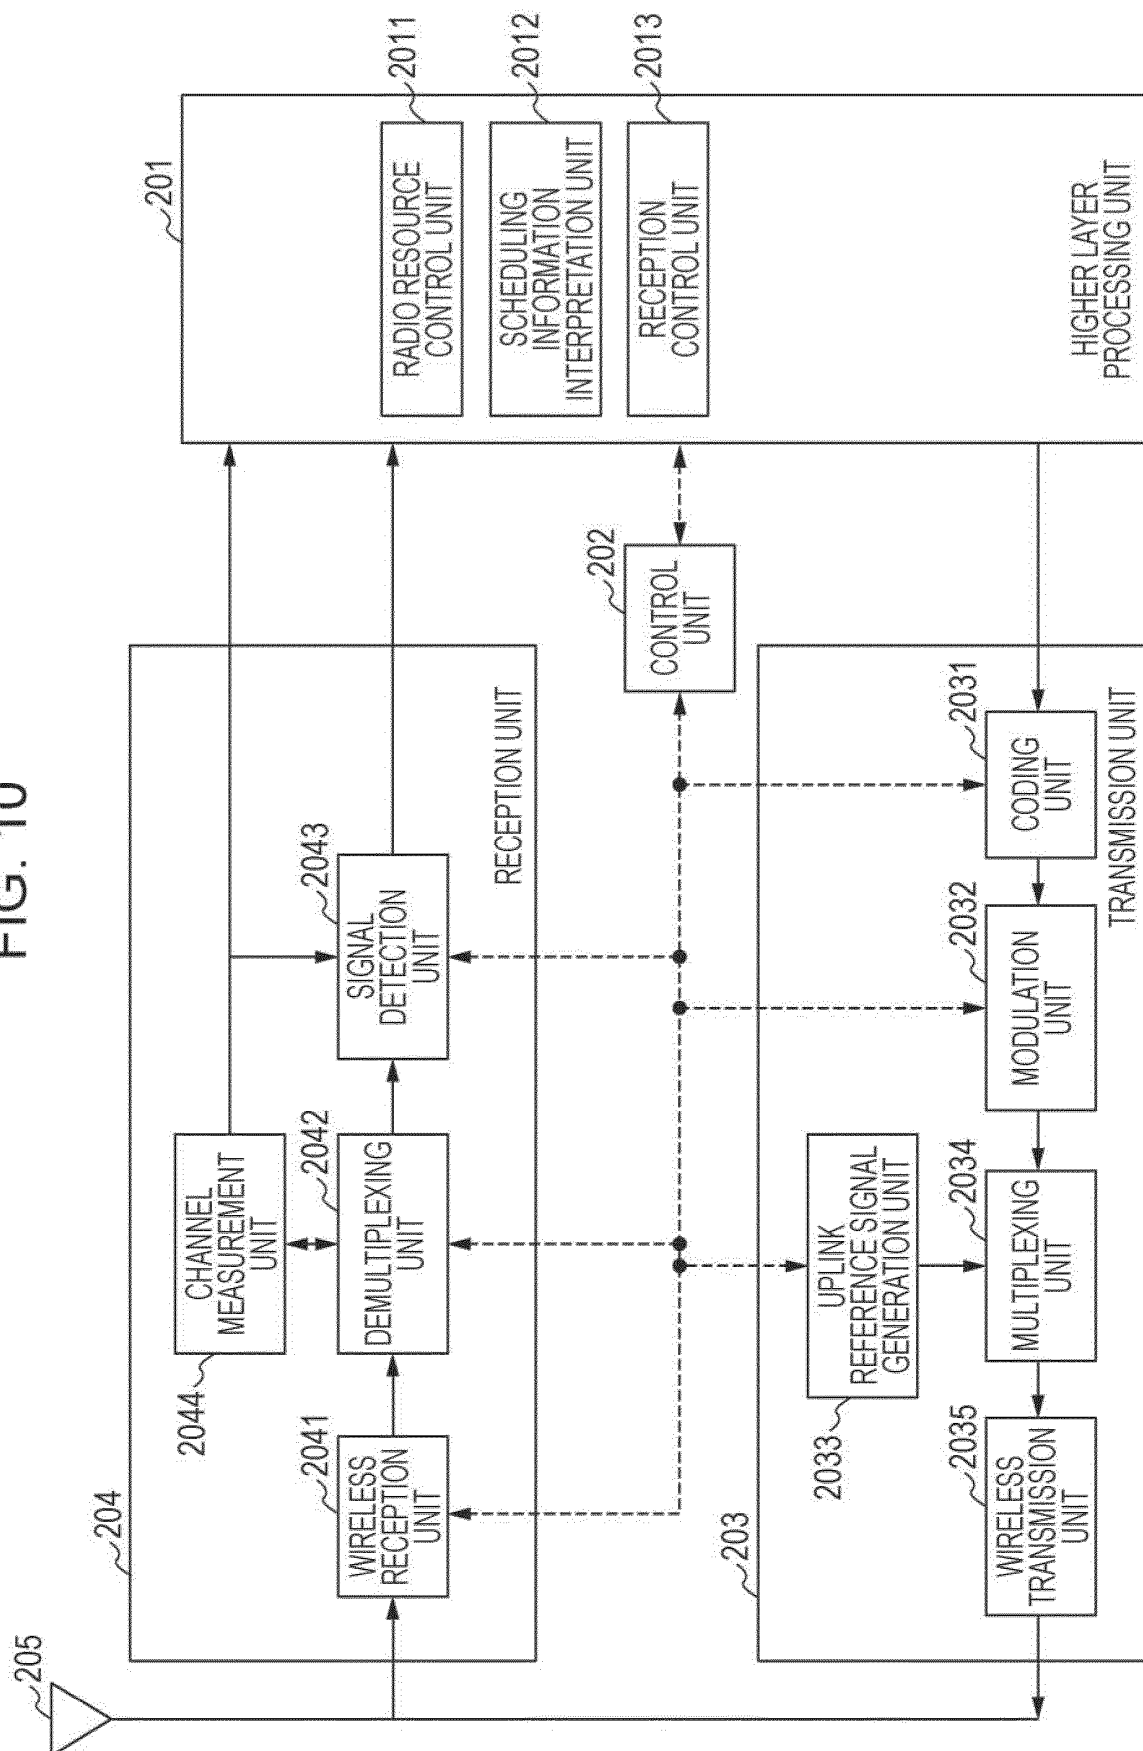 FIG. 10
201
RADIO RESOURCE
CONTROL UNIT
2011
SCHEDULING
INFORMATION
INTERPRETATION UNIT
2012
RECEPTION
CONTROL UNIT
2013
HIGHER LAYER
PROCESSING UNIT
202
CONTROL
UNIT
204
RECEPTION UNIT
2043
SIGNAL
DETECTION
UNIT
2044
CHANNEL
MEASUREMENT
UNIT
2042
DEMULTIPLEXING
UNIT
2041
WIRELESS
RECEPTION
UNIT
205
203
TRANSMISSION UNIT
2031
CODING
UNIT
2032
MODULATION
UNIT
2033
UPLINK
REFERENCE SIGNAL
GENERATION UNIT
2034
MULTIPLEXING
UNIT
2035
WIRELESS
TRANSMISSION
UNIT